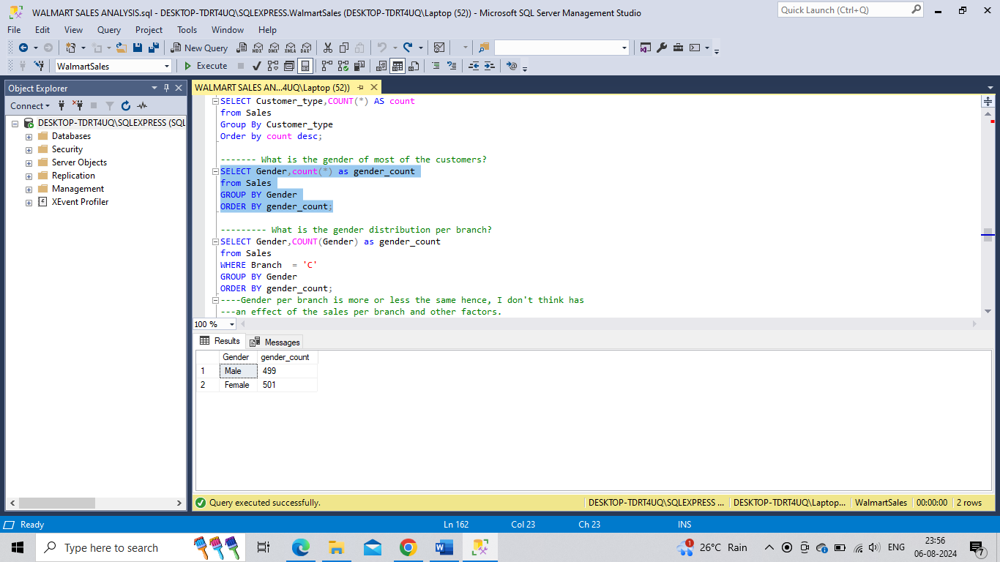 WALMART SALES ANALYSIS.sql - DESKTOP-TDRT4UQ\SQLEXPRESS.WalmartSales (DESKTOP-TDRT4UQ\Laptop (52)) - Microsoft SQL Server Management Studio
Quick Launch (Ctrl+Q)
File Edit View Query Project Tools Window Help
New Query MDX DMX XMLA DAX
WalmartSales Execute
Object Explorer
WALMART SALES AN...4UQ\Laptop (52))
Connect
DESKTOP-TDRT4UQ\SQLEXPRESS (SQL
Databases
Security
Server Objects
Replication
Management
XEvent Profiler
SELECT Customer_type,COUNT(*) AS count
from Sales
Group By Customer_type
Order by count desc;
------- What is the gender of most of the customers?
SELECT Gender,count(*) as gender_count
from Sales
GROUP BY Gender
ORDER BY gender_count;
--------- What is the gender distribution per branch?
SELECT Gender,COUNT(Gender) as gender_count
from Sales
WHERE Branch  = 'C'
GROUP BY Gender
ORDER BY gender_count;
----Gender per branch is more or less the same hence, I don't think has
---an effect of the sales per branch and other factors.
100 %
Results Messages
Gender gender_count
1 Male 499
2 Female 501
Query executed successfully. DESKTOP-TDRT4UQ\SQLEXPRESS ... DESKTOP-TDRT4UQ\Laptop... WalmartSales 00:00:00 2 rows
Ready Ln 162 Col 23 Ch 23 INS
Type here to search
1
26°C Rain
ENG
23:56
06-08-2024
7